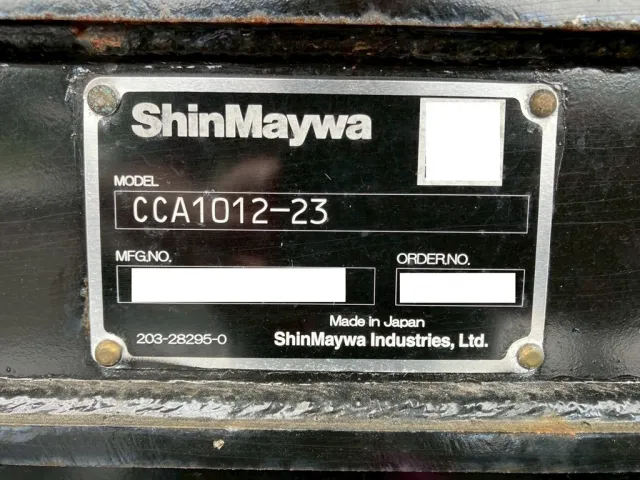 ShinMaywa
MODEL
CCA1012-23
MFG.NO.
ORDER.NO.
Made in Japan
203-28295-0
ShinMaywa Industries, Ltd.